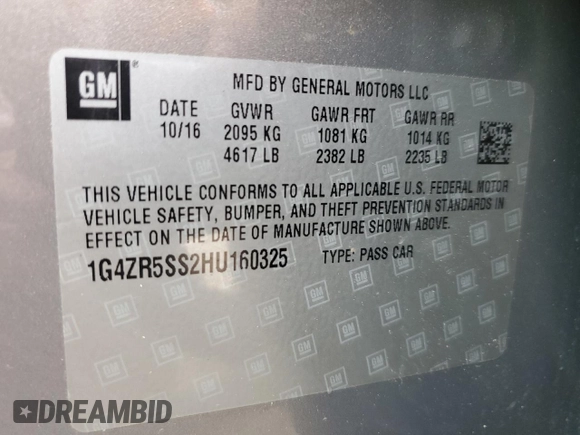 GM
MFD BY GENERAL MOTORS LLC
DATE GVWR GAWR FRT GAWR RR
10/16 2095 KG 1081 KG 1014 KG
4617 LB 2382 LB 2235 LB
THIS VEHICLE CONFORMS TO ALL APPLICABLE U.S. FEDERAL MOTOR
VEHICLE SAFETY, BUMPER, AND THEFT PREVENTION STANDARDS IN
EFFECT ON THE DATE OF MANUFACTURE SHOWN ABOVE.
1G4ZR5SS2HU160325 TYPE: PASS CAR
DREAMBID